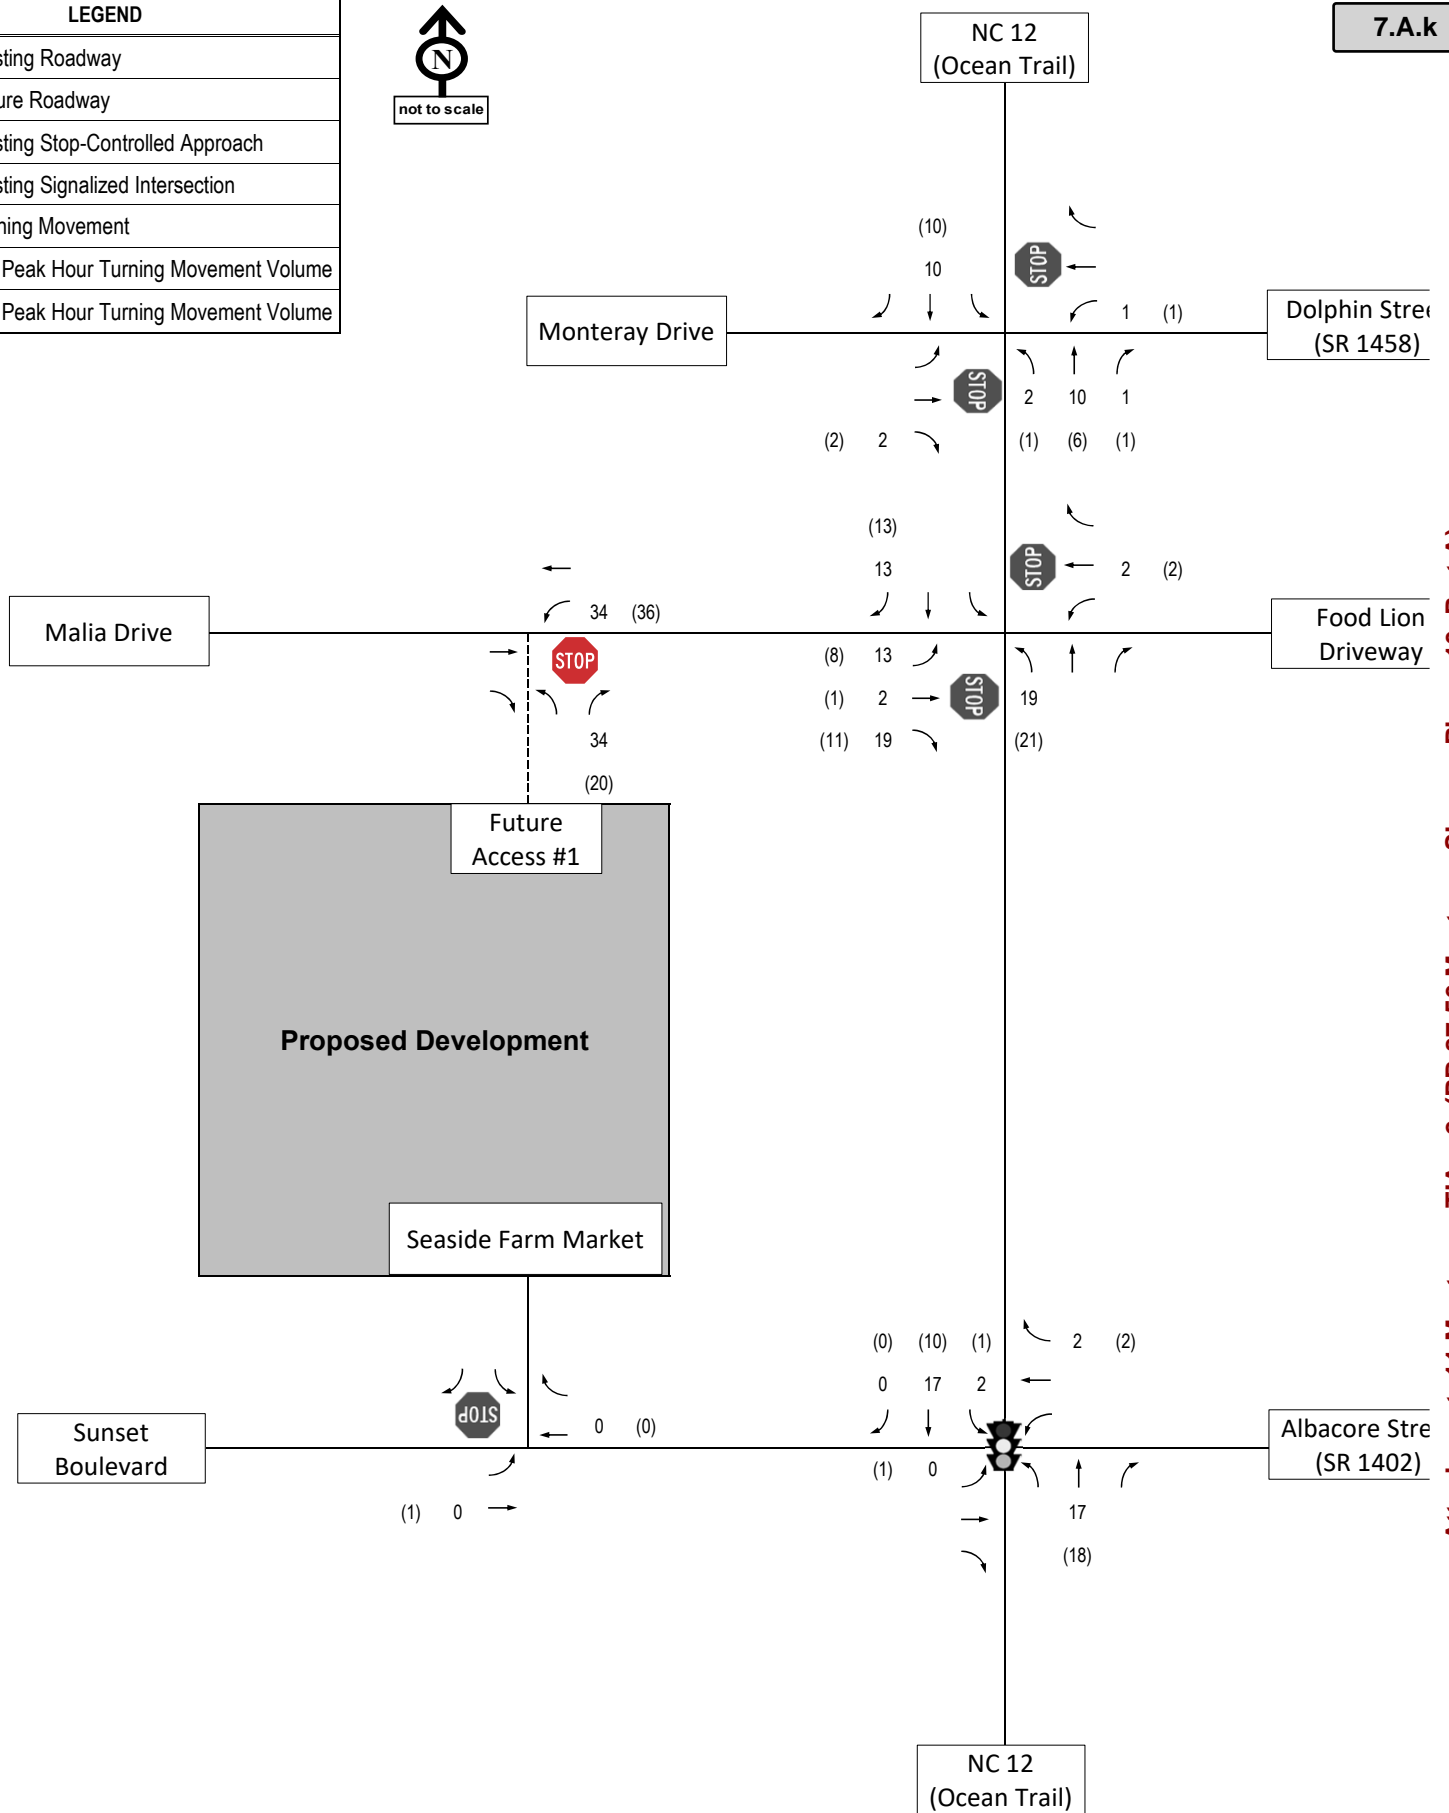 LEGEND
sting Roadway
ure Roadway
sting Stop-Controlled Approach
sting Signalized Intersection
ning Movement
Peak Hour Turning Movement Volume
Peak Hour Turning Movement Volume
N
not to scale
NC 12
(Ocean Trail)
7.A.k
(10)
10
STOP
Monteray Drive
1 (1)
Dolphin Stree
(SR 1458)
STOP
2 10 1
(2) 2
(1) (6) (1)
(13)
13
STOP
2 (2)
Malia Drive
34 (36)
Food Lion
Driveway
STOP
(8) 13
(1) 2
STOP
19
34
(11) 19
(21)
(20)
Future
Access #1
Proposed Development
Seaside Farm Market
(0) (10) (1)
2 (2)
0 17 2
STOP
Sunset
Boulevard
0 (0)
Albacore Stre
(SR 1402)
(1) 0
(1) 0
17
(18)
NC 12
(Ocean Trail)